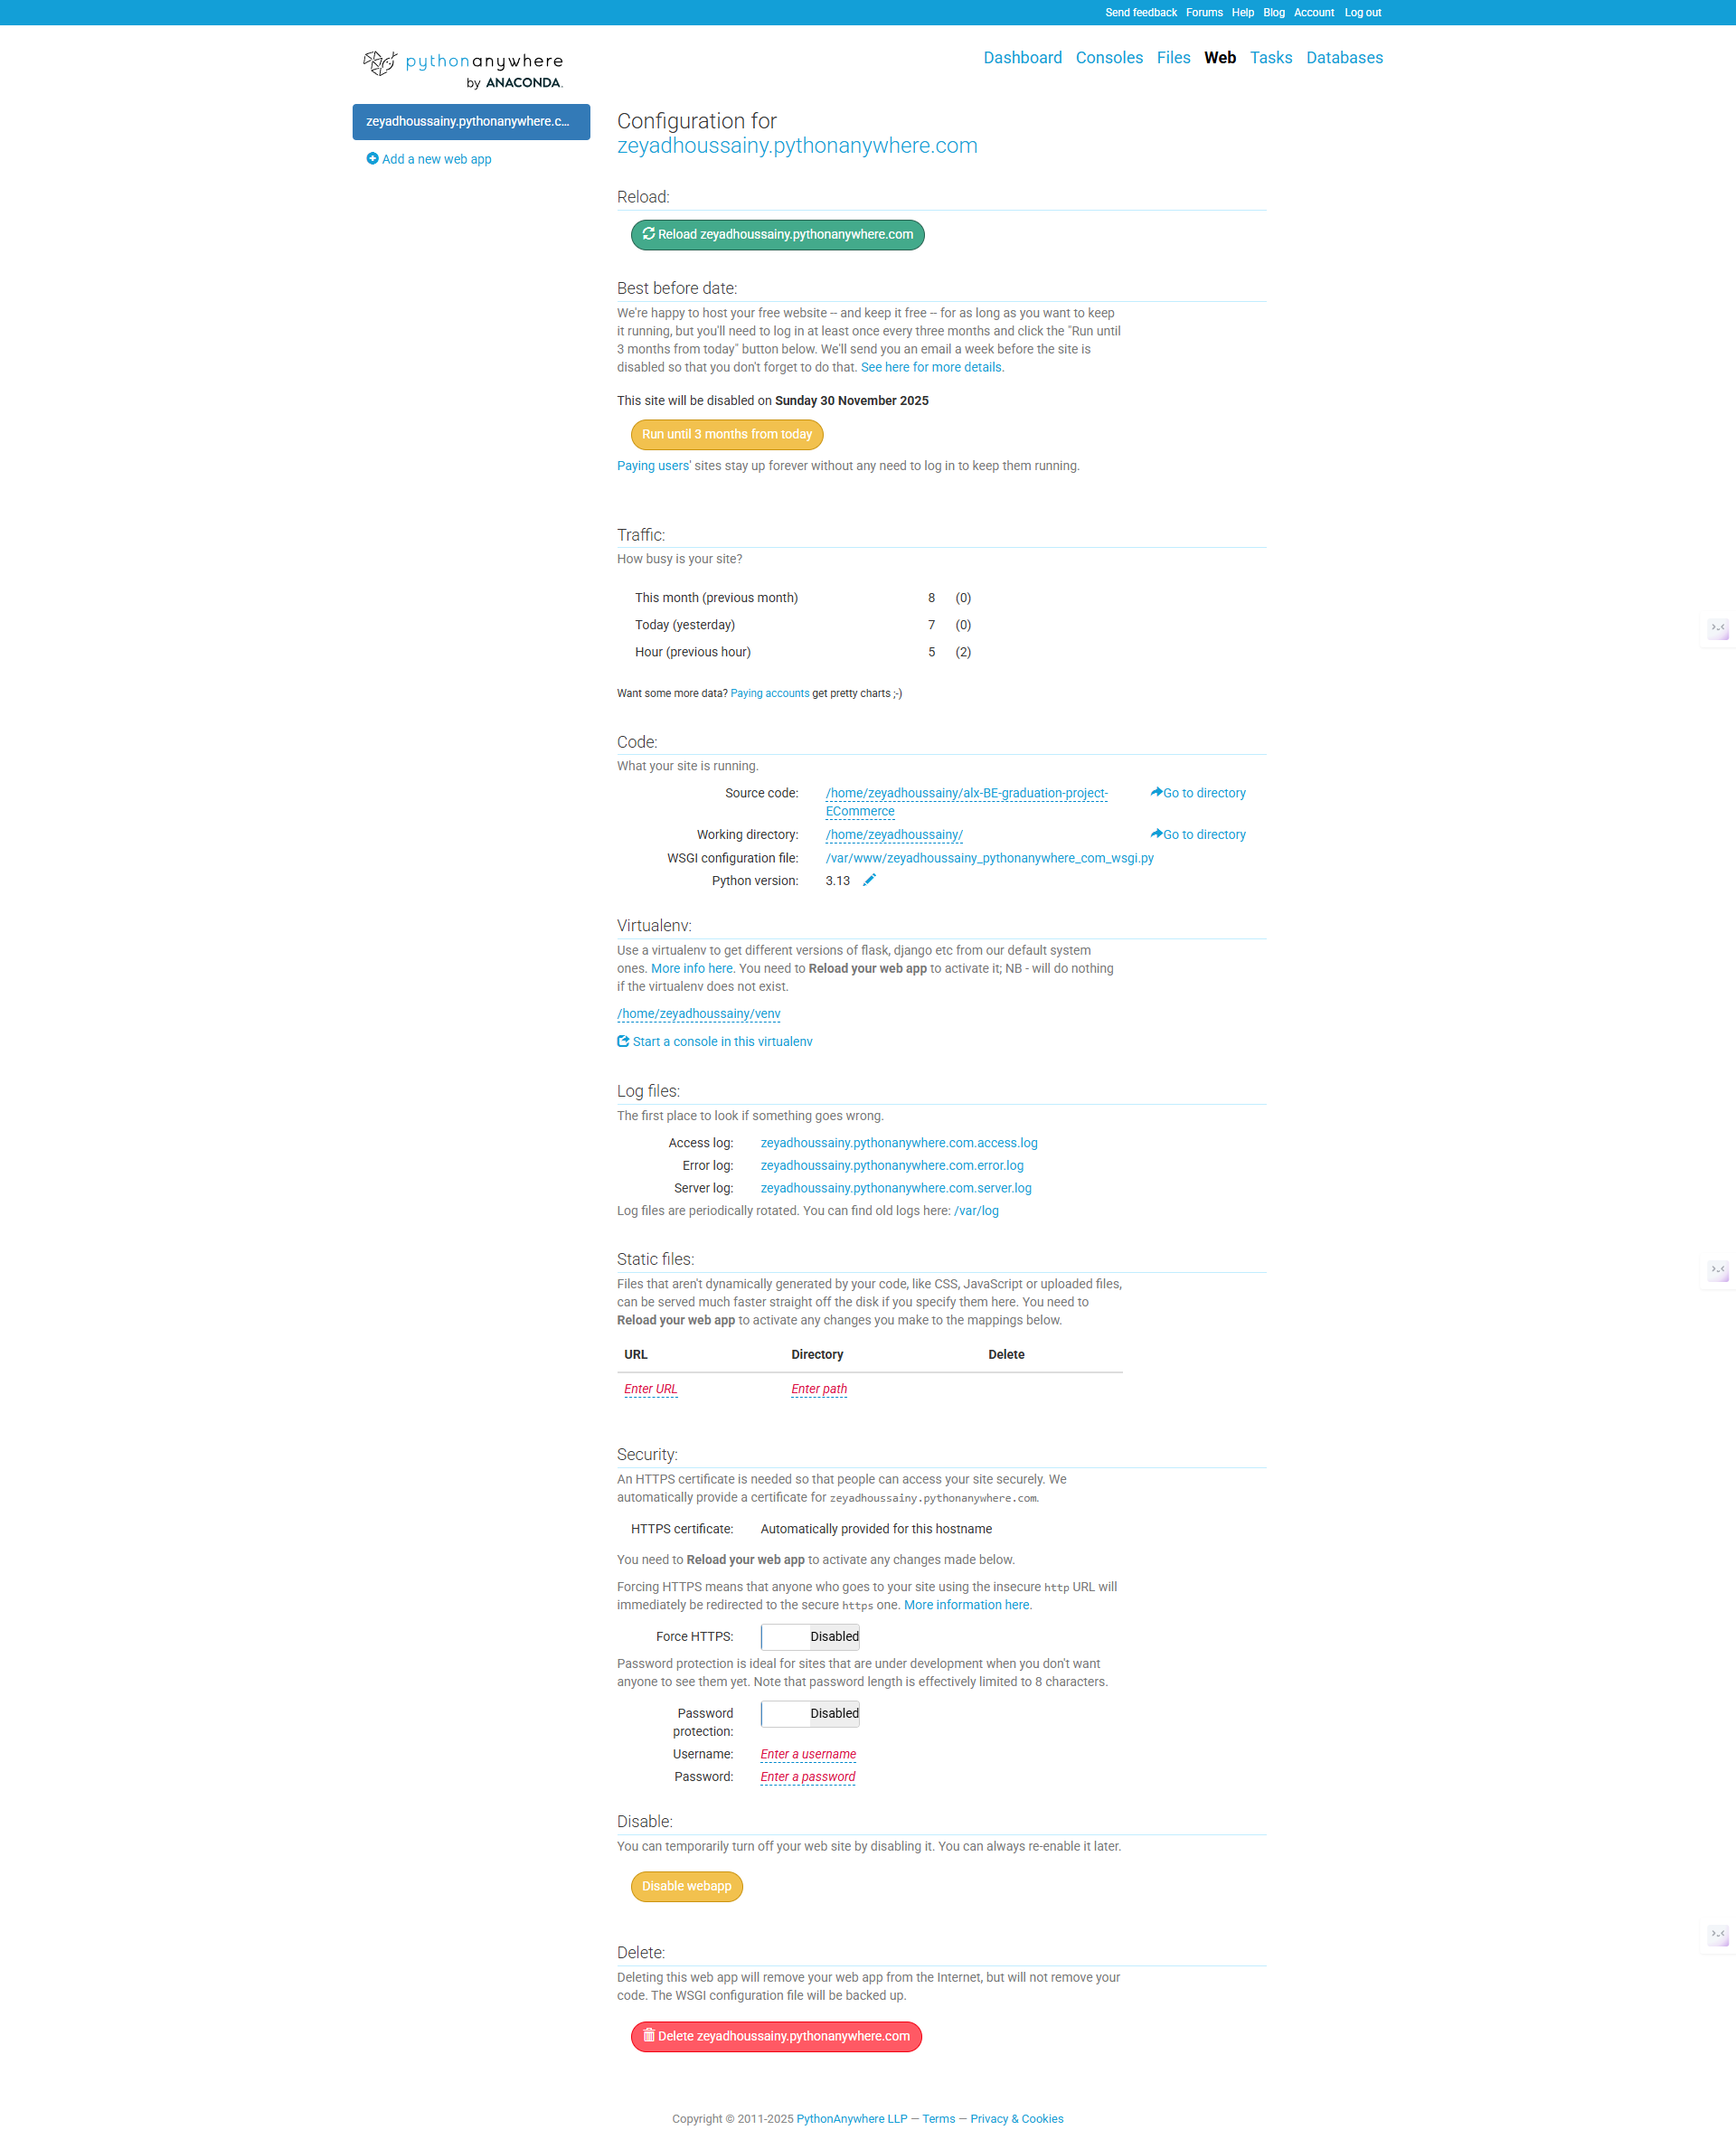 Send feedback Forums Help Blog Account Log out
pythonanywhere
by ANACONDA.
Dashboard Consoles Files Web Tasks Databases
zeyadhoussainy.pythonanywhere.c...
Add a new web app
Configuration for
zeyadhoussainy.pythonanywhere.com
Reload:
Reload zeyadhoussainy.pythonanywhere.com
Best before date:
We're happy to host your free website -- and keep it free -- for as long as you want to keep
it running, but you'll need to log in at least once every three months and click the "Run until
3 months from today" button below. We'll send you an email a week before the site is
disabled so that you don't forget to do that. See here for more details.
This site will be disabled on Sunday 30 November 2025
Run until 3 months from today
Paying users' sites stay up forever without any need to log in to keep them running.
Traffic:
How busy is your site?
This month (previous month) 8 (0)
Today (yesterday) 7 (0)
Hour (previous hour) 5 (2)
Want some more data? Paying accounts get pretty charts ;-)
Code:
What your site is running.
Source code: /home/zeyadhoussainy/alx-BE-graduation-project- Go to directory
ECommerce
Working directory: /home/zeyadhoussainy/ Go to directory
WSGI configuration file: /var/www/zeyadhoussainy_pythonanywhere_com_wsgi.py
Python version: 3.13
Virtualenv:
Use a virtualenv to get different versions of flask, django etc from our default system
ones. More info here. You need to Reload your web app to activate it; NB - will do nothing
if the virtualenv does not exist.
/home/zeyadhoussainy/venv
Start a console in this virtualenv
Log files:
The first place to look if something goes wrong.
Access log: zeyadhoussainy.pythonanywhere.com.access.log
Error log: zeyadhoussainy.pythonanywhere.com.error.log
Server log: zeyadhoussainy.pythonanywhere.com.server.log
Log files are periodically rotated. You can find old logs here: /var/log
Static files:
Files that aren't dynamically generated by your code, like CSS, JavaScript or uploaded files,
can be served much faster straight off the disk if you specify them here. You need to
Reload your web app to activate any changes you make to the mappings below.
URL Directory Delete
Enter URL Enter path
Security:
An HTTPS certificate is needed so that people can access your site securely. We
automatically provide a certificate for zeyadhoussainy.pythonanywhere.com.
HTTPS certificate: Automatically provided for this hostname
You need to Reload your web app to activate any changes made below.
Forcing HTTPS means that anyone who goes to your site using the insecure http URL will
immediately be redirected to the secure https one. More information here.
Force HTTPS: Disabled
Password protection is ideal for sites that are under development when you don't want
anyone to see them yet. Note that password length is effectively limited to 8 characters.
Password Disabled
protection:
Username: Enter a username
Password: Enter a password
Disable:
You can temporarily turn off your web site by disabling it. You can always re-enable it later.
Disable webapp
Delete:
Deleting this web app will remove your web app from the Internet, but will not remove your
code. The WSGI configuration file will be backed up.
Delete zeyadhoussainy.pythonanywhere.com
Copyright © 2011-2025 PythonAnywhere LLP — Terms — Privacy & Cookies